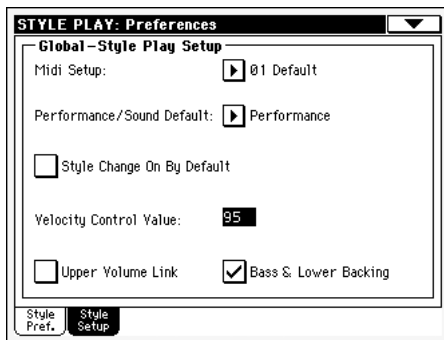 STYLE PLAY: Preferences
Global-Style Play Setup
Midi Setup: 01 Default
Performance/Sound Default: Performance
Style Change On By Default
Velocity Control Value: 95
Upper Volume Link Bass & Lower Backing
Style Pref. Style Setup